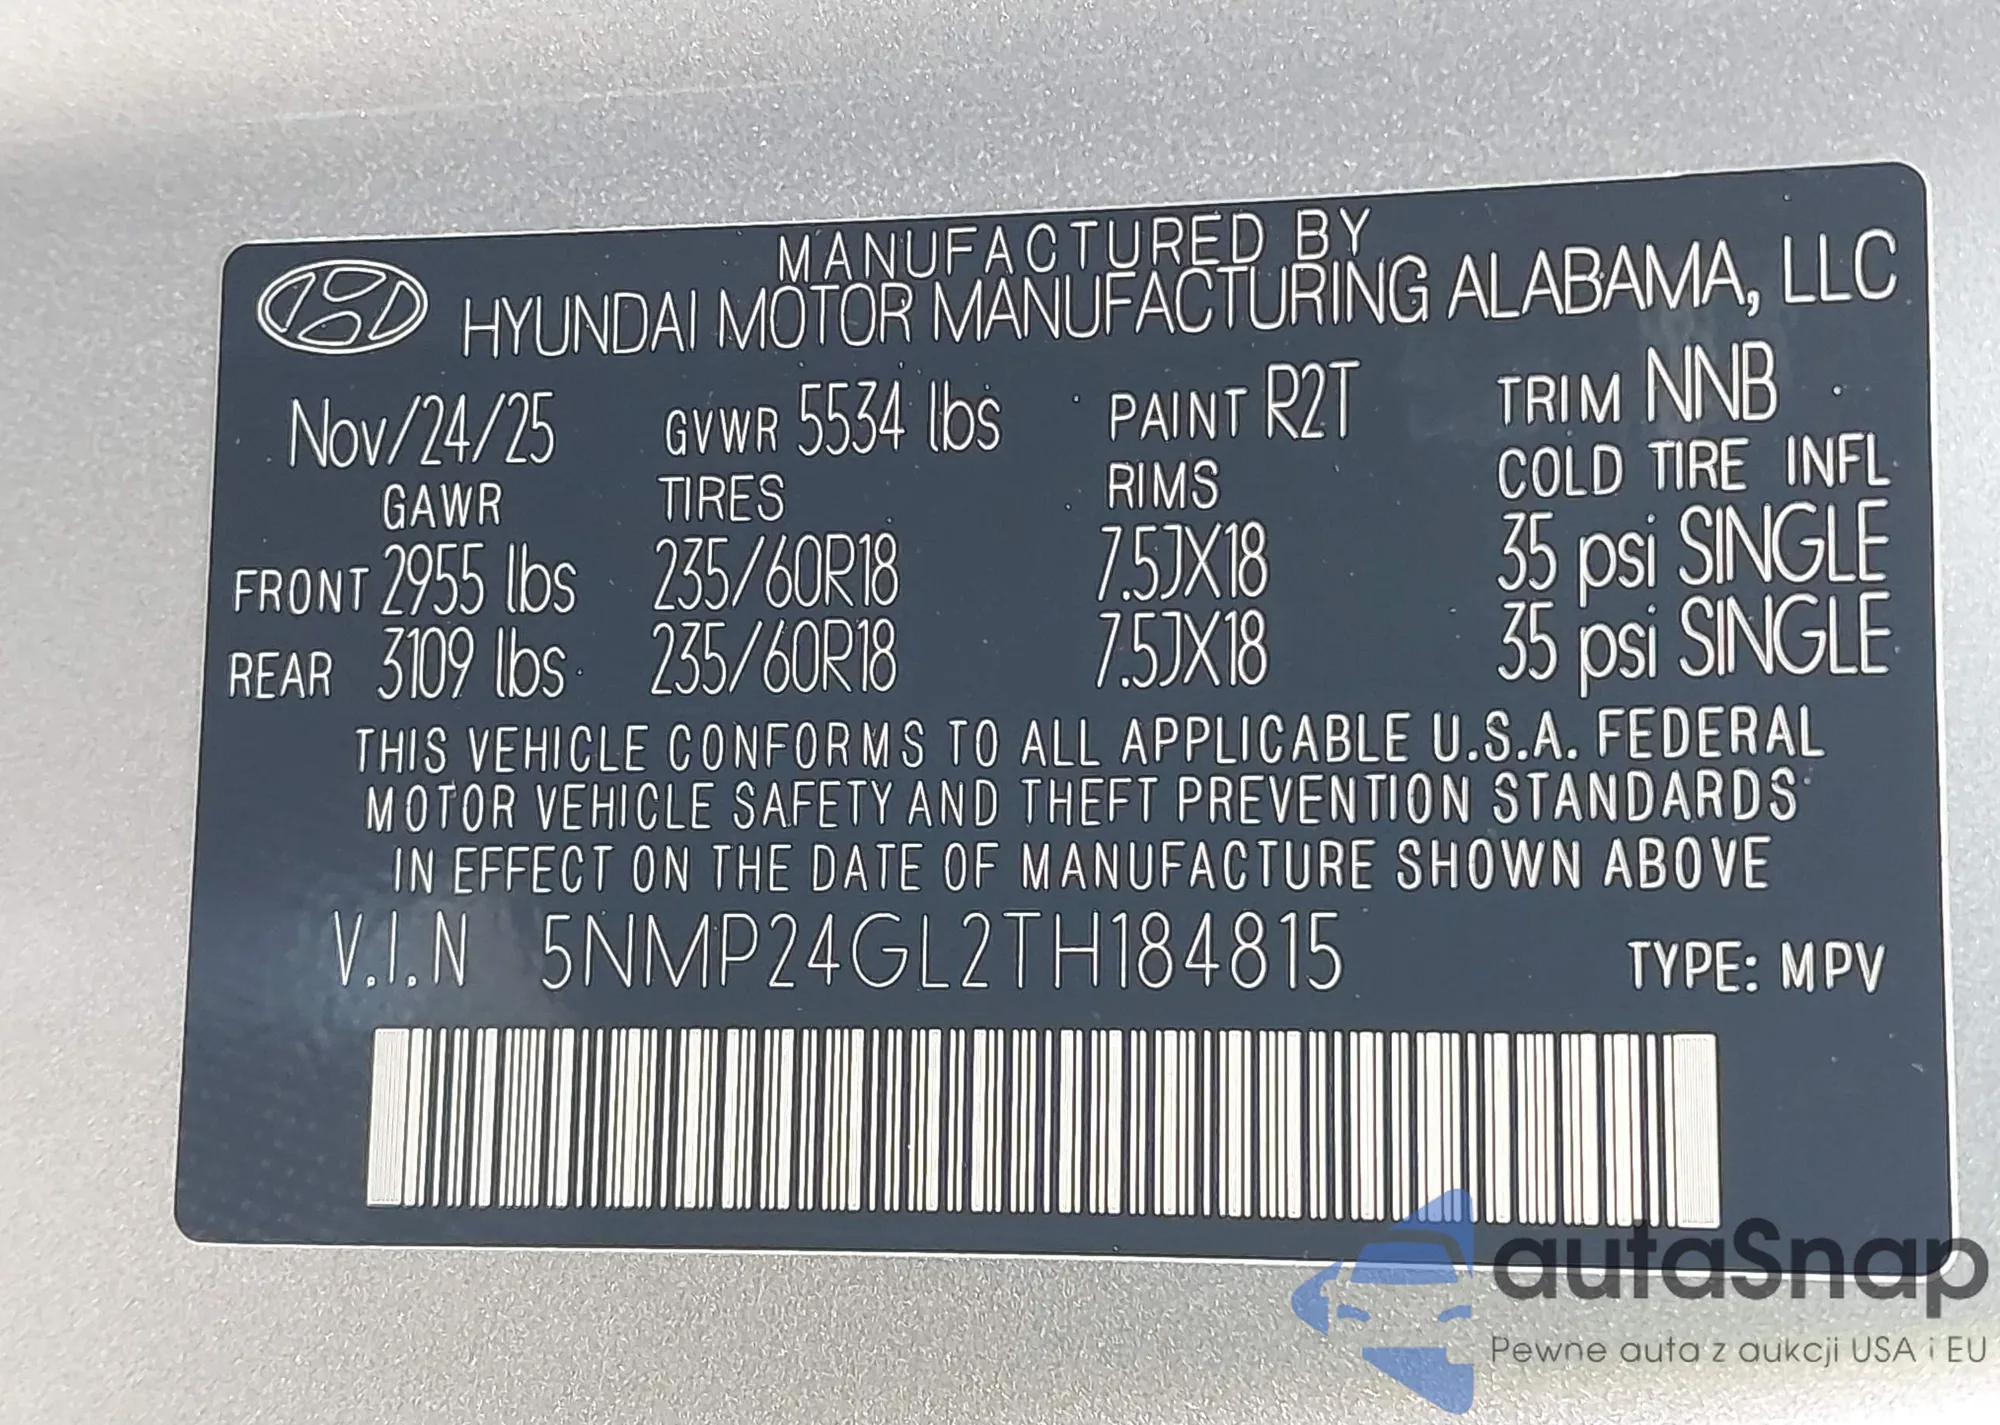 MANUFACTURED BY
HYUNDAI MOTOR MANUFACTURING ALABAMA, LLC
Nov/24/25 GVWR 5534 lbs PAINT R2T TRIM NNB
GAWR TIRES RIMS COLD TIRE INFL
FRONT 2955 lbs 235/60R18 7.5JX18 35 psi SINGLE
REAR 3109 lbs 235/60R18 7.5JX18 35 psi SINGLE
THIS VEHICLE CONFORMS TO ALL APPLICABLE U.S.A. FEDERAL
MOTOR VEHICLE SAFETY AND THEFT PREVENTION STANDARDS
IN EFFECT ON THE DATE OF MANUFACTURE SHOWN ABOVE
V.I.N 5NMP24GL2TH184815 TYPE: MPV
autaSnap
Pewne auta z aukcji USA i EU